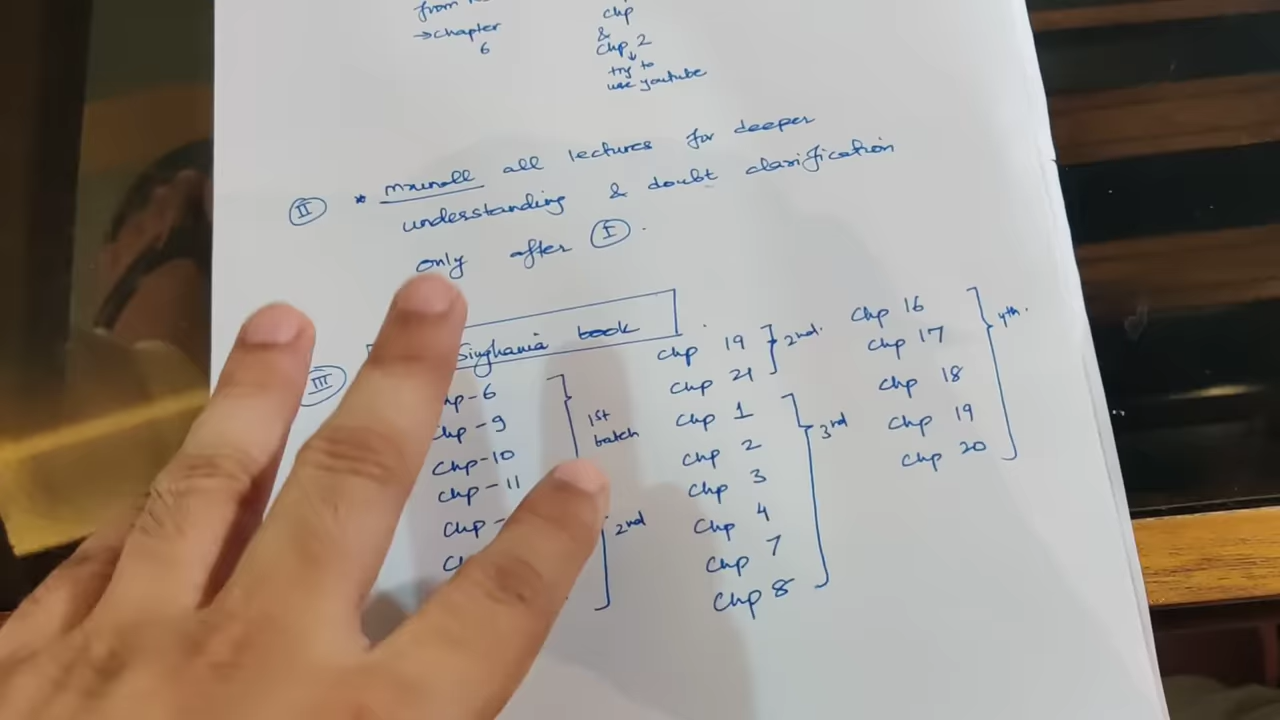 from
→chapter
6
chp
&
chp 2
↓
try to
use youtube
II * mrunall all lectures for deeper
understanding & doubt clarification
only after I.
III Singhania book
chp-6
chp-9
chp-10
chp-11
chp-
1st
batch
2nd
chp 19
chp 21
2nd.
chp 1
chp 2
chp 3
chp 4
chp 7
chp 8
3rd
chp 16
chp 17
chp 18
chp 19
chp 20
4th.